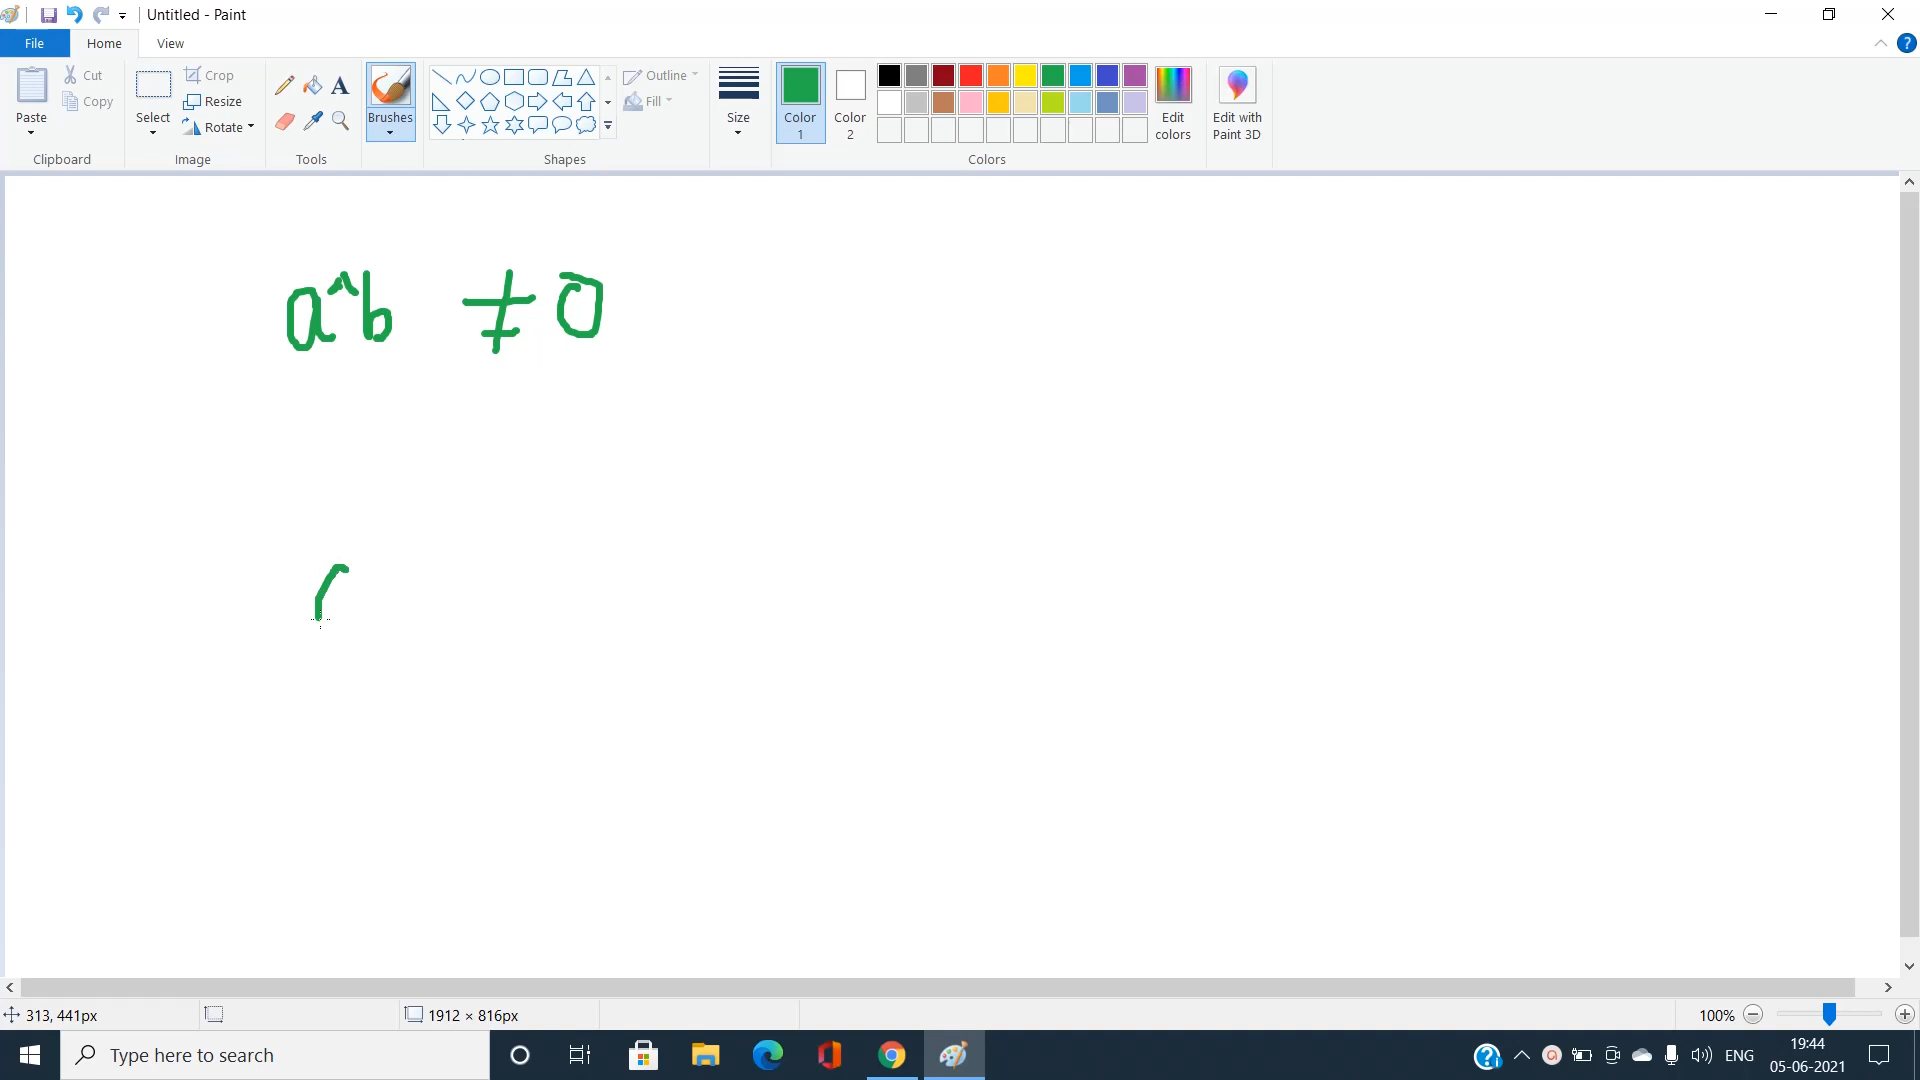 Untitled - Paint
File Home View
Paste
Cut
Copy
Clipboard
Select
Crop
Resize
Rotate
Image
A
Tools
Brushes
Outline
Fill
Shapes
Size
Color 1
Color 2
Edit colors
Colors
Edit with Paint 3D
a^b ≠ 0
313, 441px
1912 × 816px
100%
Type here to search
ENG
19:44
05-06-2021